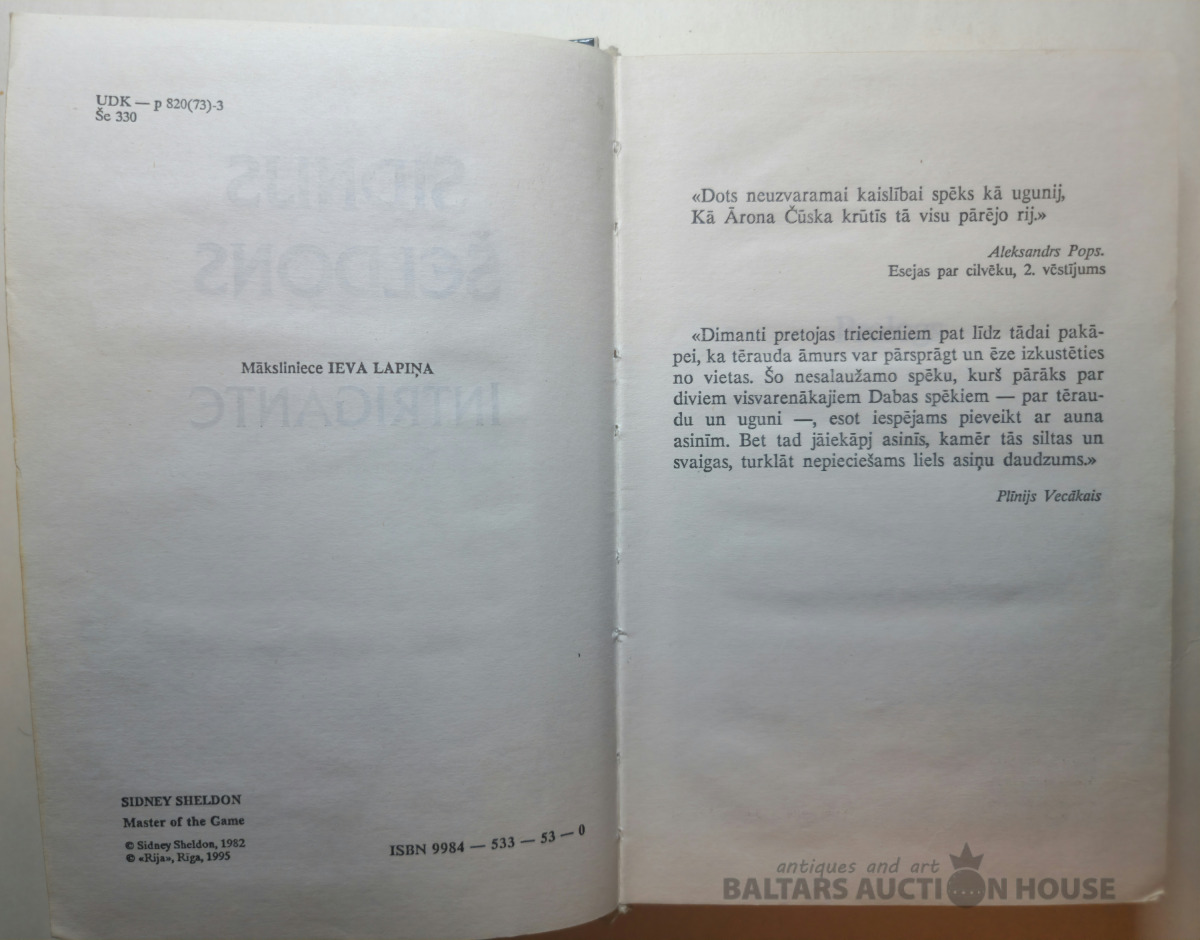 UDK — p 820(73)-3
Še 330
SIDNIJS
ŠELDONS
Māksliniece IEVA LAPIŅA
INTRIGANTE
SIDNEY SHELDON
Master of the Game
© Sidney Sheldon, 1982
© «Rija», Rīga, 1995
ISBN 9984 — 533 — 53 — 0
«Dots neuzvaramai kaislībai spēks kā ugunij,
Kā Ārona Čūska krūtīs tā visu pārējo rij.»
Aleksandrs Pops.
Esejas par cilvēku, 2. vēstījums
«Dimanti pretojas triecieniem pat līdz tādai pakā-
pei, ka tērauda āmurs var pārsprāgt un ēze izkustēties
no vietas. Šo nesalaužamo spēku, kurš pārāks par
diviem visvarenākajiem Dabas spēkiem — par tērau-
du un uguni —, esot iespējams pieveikt ar auna
asinīm. Bet tad jāiekāpj asinīs, kamēr tās siltas un
svaigas, turklāt nepieciešams liels asiņu daudzums.»
Plīnijs Vecākais
antiques and art
BALTARS AUCTION HOUSE